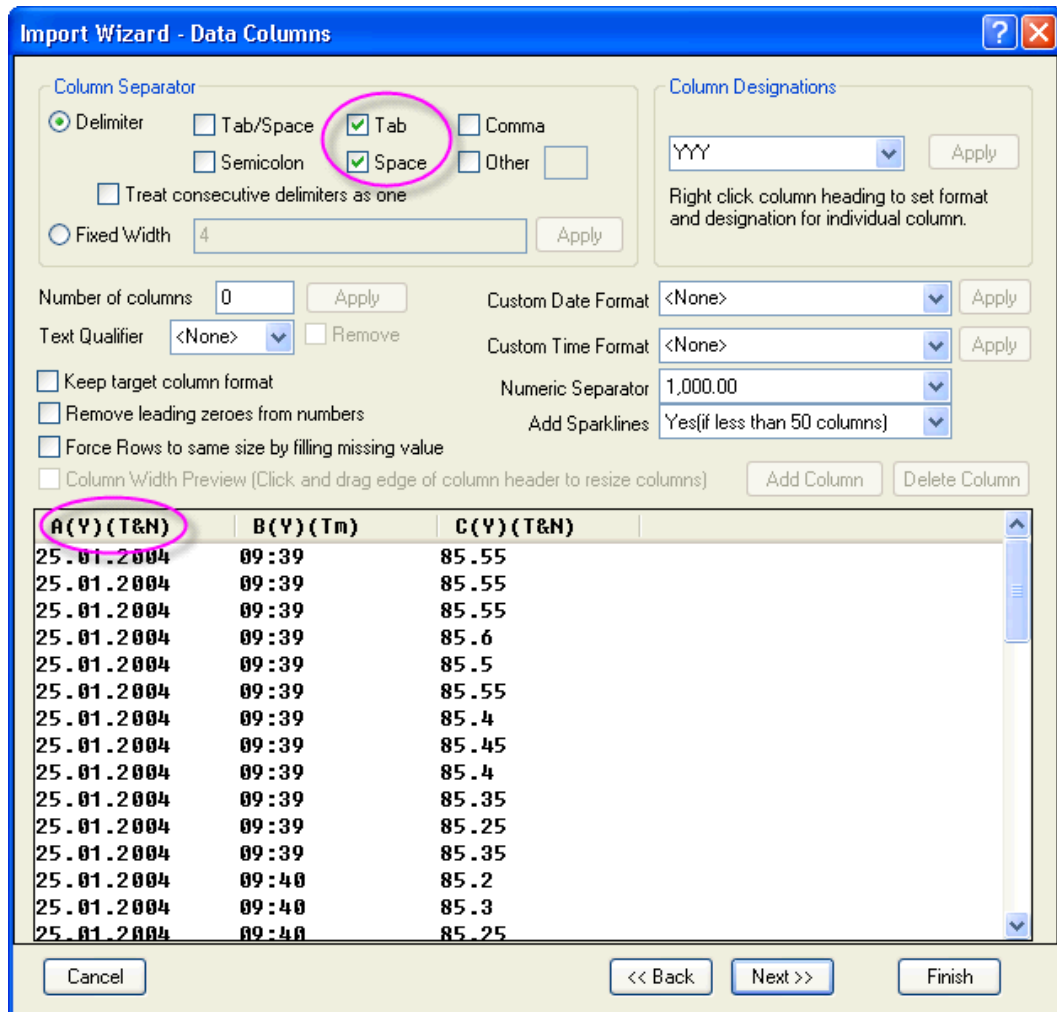 Import Wizard - Data Columns
Column Separator
Delimiter
Tab/Space
Tab
Comma
Semicolon
Space
Other
Treat consecutive delimiters as one
Fixed Width 4 Apply
Column Designations
YYY Apply
Right click column heading to set format
and designation for individual column.
Number of columns 0 Apply
Text Qualifier <None> Remove
Custom Date Format <None> Apply
Custom Time Format <None> Apply
Keep target column format
Numeric Separator 1,000.00
Remove leading zeroes from numbers
Add Sparklines Yes(if less than 50 columns)
Force Rows to same size by filling missing value
Column Width Preview (Click and drag edge of column header to resize columns) Add Column Delete Column
A(Y)(T&N) B(Y)(Tm) C(Y)(T&N)
25.01.2004 09:39 85.55
25.01.2004 09:39 85.55
25.01.2004 09:39 85.55
25.01.2004 09:39 85.6
25.01.2004 09:39 85.5
25.01.2004 09:39 85.55
25.01.2004 09:39 85.4
25.01.2004 09:39 85.45
25.01.2004 09:39 85.4
25.01.2004 09:39 85.35
25.01.2004 09:39 85.25
25.01.2004 09:39 85.35
25.01.2004 09:40 85.2
25.01.2004 09:40 85.3
25.01.2004 09:40 85.25
Cancel << Back Next >> Finish